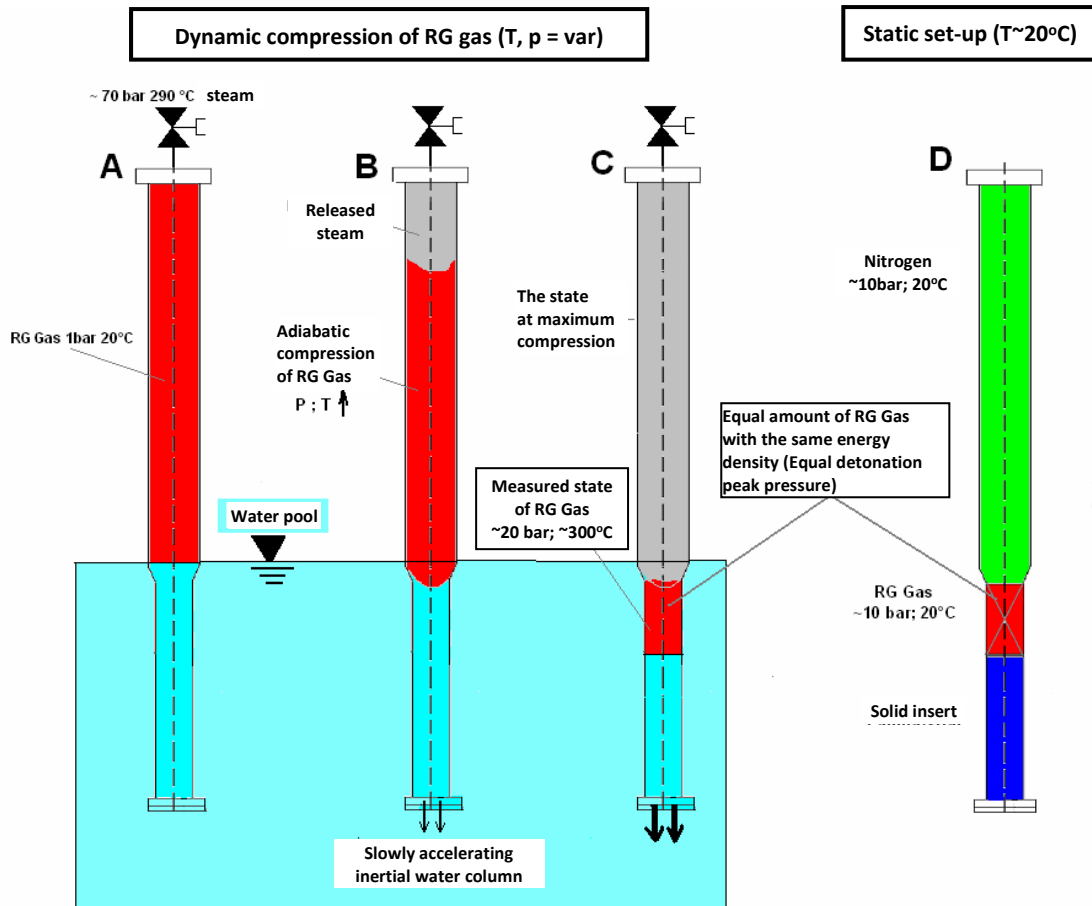 Dynamic compression of RG gas (T, p = var)
Static set-up (T~20ºC)
~ 70 bar 290 °C steam
A
B
C
D
Released
steam
Nitrogen
~10bar; 20ºC
The state
at maximum
compression
RG Gas 1bar 20°C
Adiabatic
compression
of RG Gas
P ; T
Equal amount of RG Gas
with the same energy
density (Equal detonation
peak pressure)
Measured state
of RG Gas
~20 bar; ~300ºC
Water pool
RG Gas
~10 bar; 20°C
Solid insert
Slowly accelerating
inertial water column